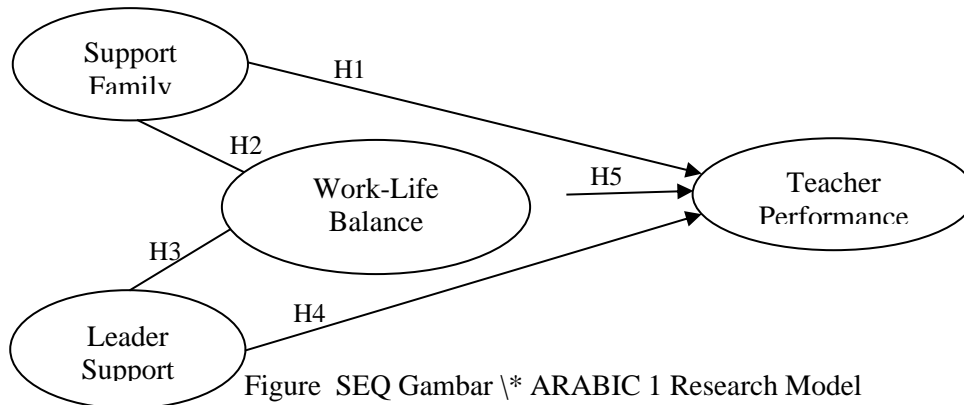 Support
Family
H1
H2
Work-Life
Balance
H5
Teacher
Performance
H3
H4
Leader
Support
Figure SEQ Gambar \* ARABIC 1 Research Model